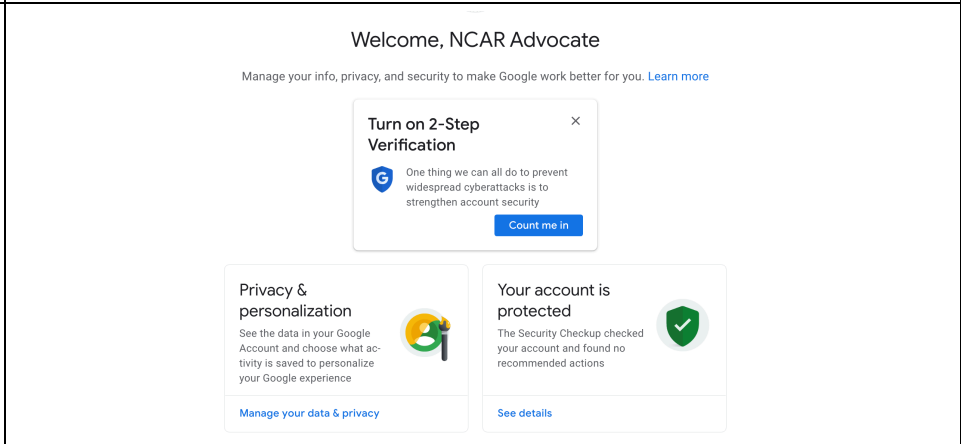 Welcome, NCAR Advocate
Manage your info, privacy, and security to make Google work better for you. Learn more
Turn on 2-Step
Verification
One thing we can all do to prevent
widespread cyberattacks is to
strengthen account security
Count me in
Privacy &
personalization
See the data in your Google
Account and choose what ac-
tivity is saved to personalize
your Google experience
Manage your data & privacy
Your account is
protected
The Security Checkup checked
your account and found no
recommended actions
See details